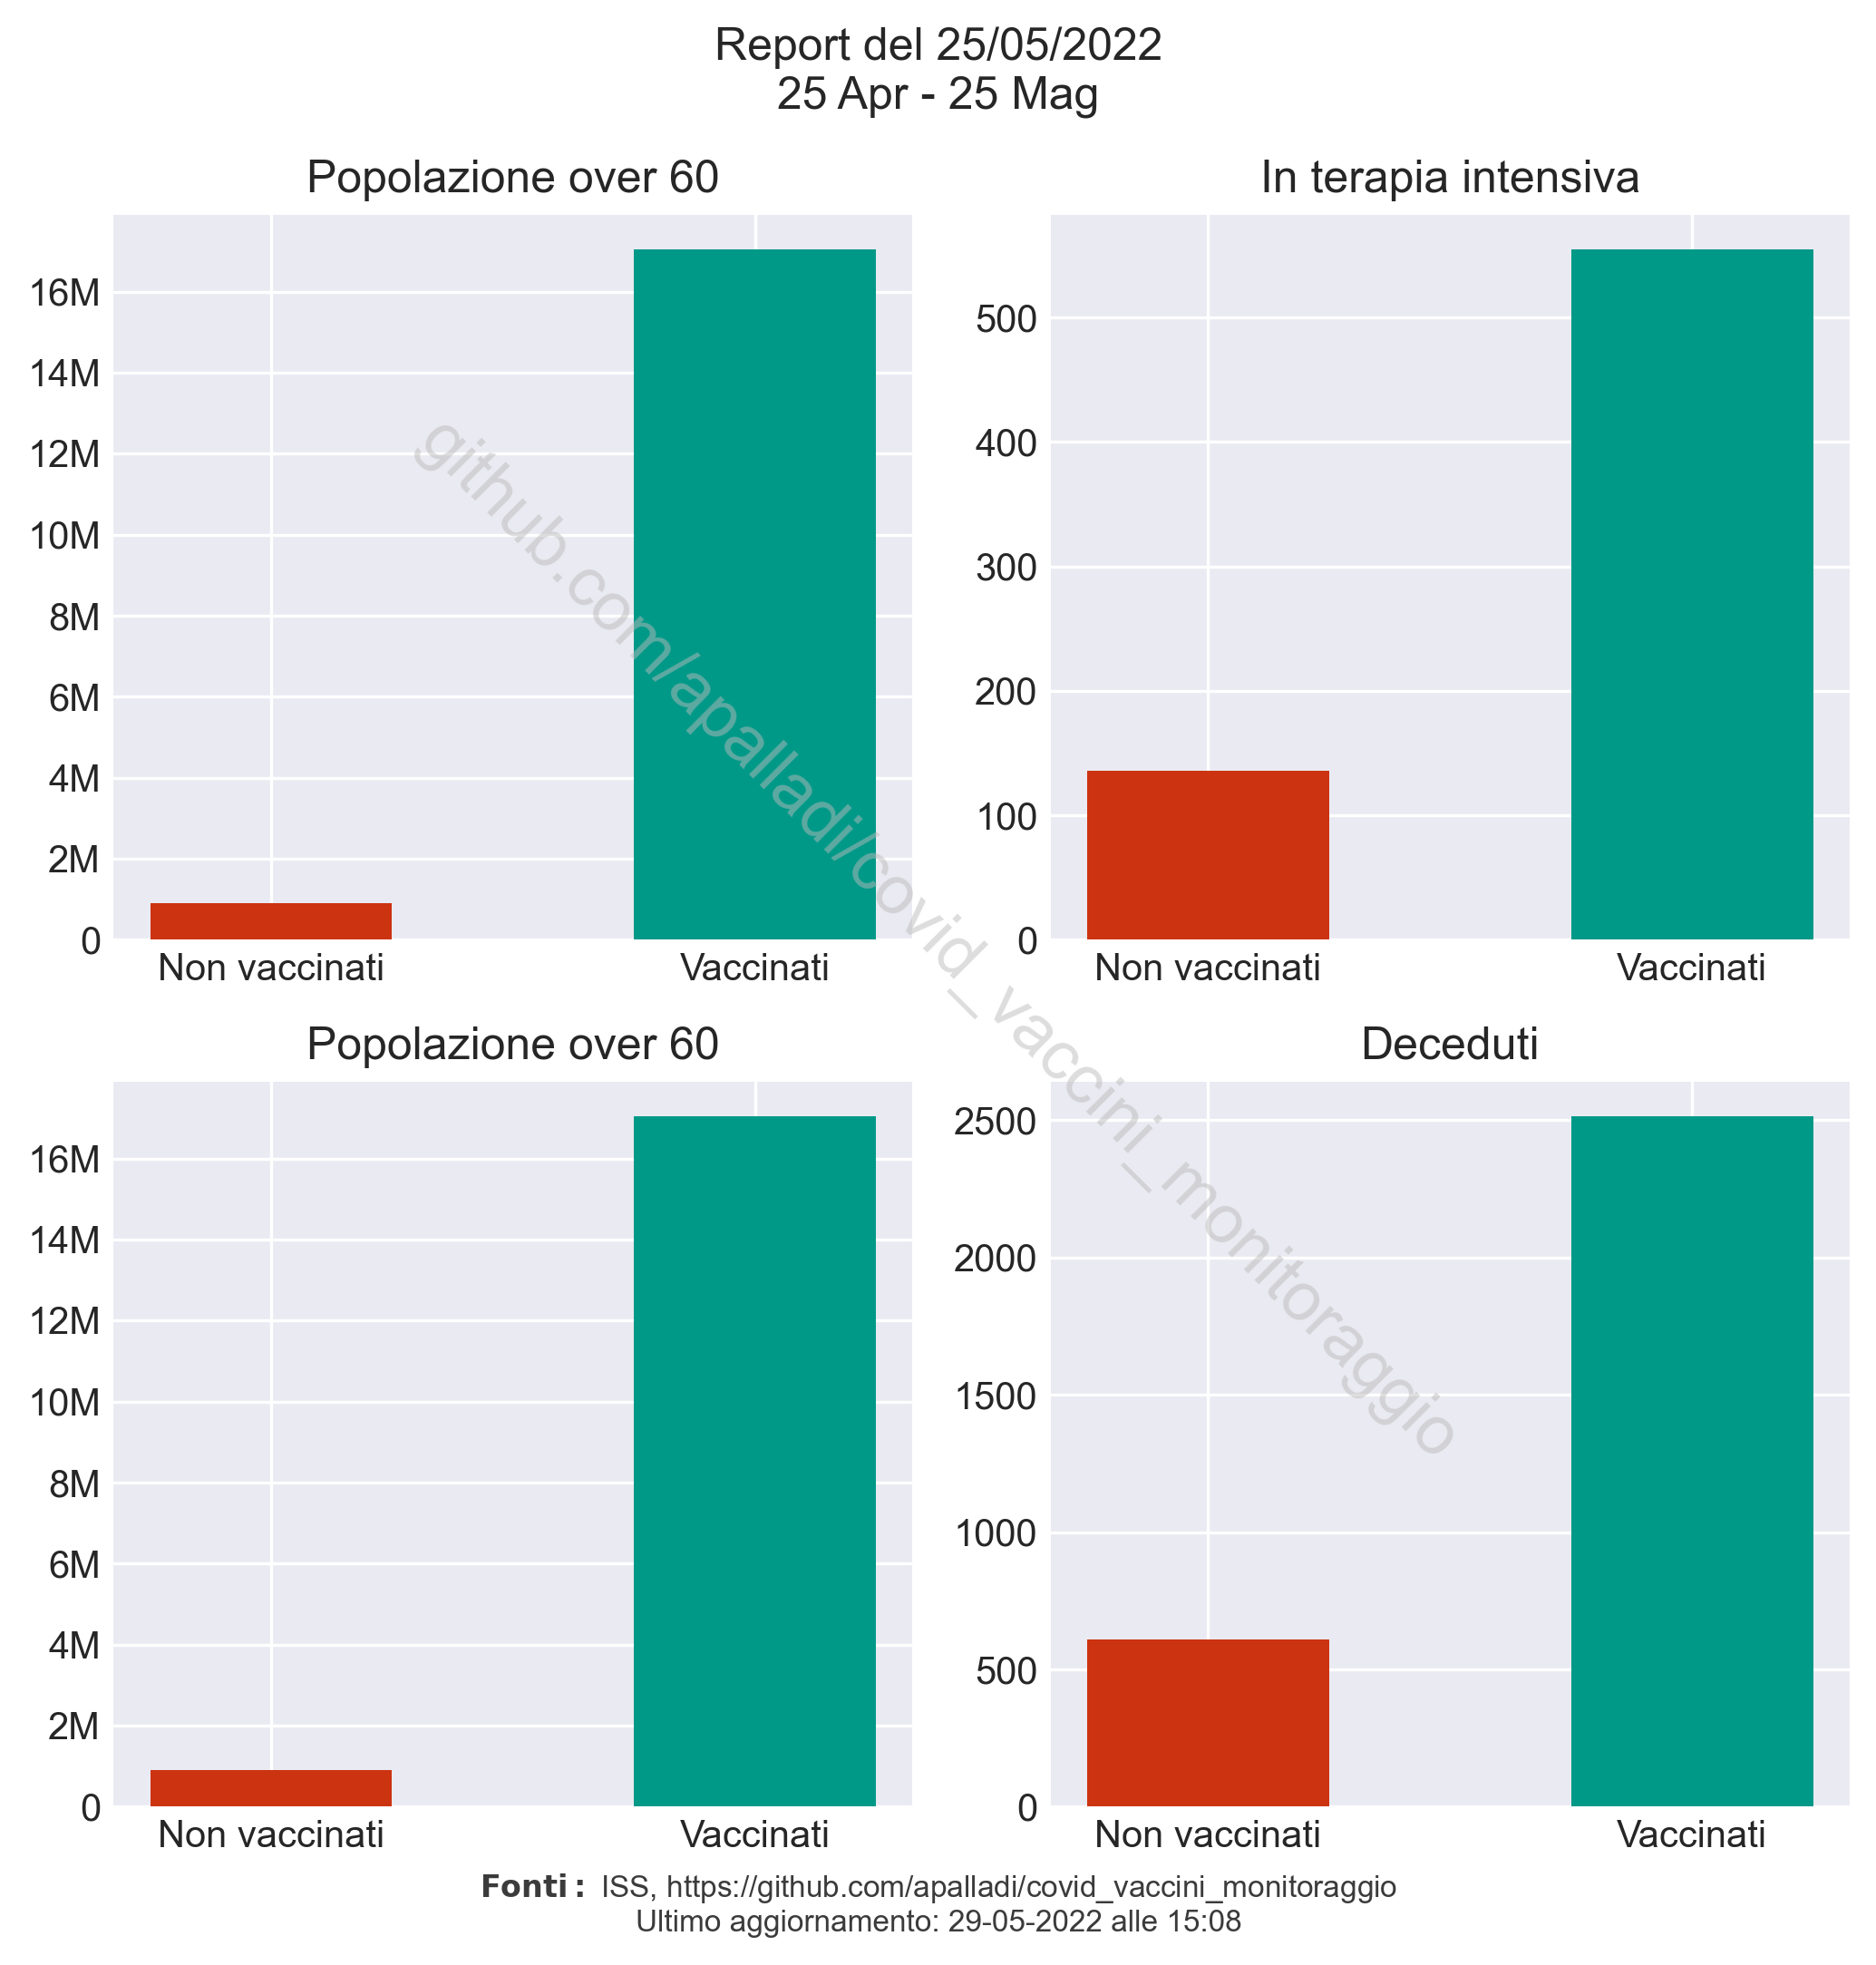 Report del 25/05/2022
25 Apr - 25 Mag
Popolazione over 60
16M
14M
12M
10M
8M
6M
4M
2M
0
Non vaccinati
Vaccinati
In terapia intensiva
500
400
300
200
100
0
Non vaccinati
Vaccinati
Popolazione over 60
16M
14M
12M
10M
8M
6M
4M
2M
0
Non vaccinati
Vaccinati
Deceduti
2500
2000
1500
1000
500
0
Non vaccinati
Vaccinati
github.com/apalladi/covid_vaccini_monitoraggio
Fonti: ISS, https://github.com/apalladi/covid_vaccini_monitoraggio
Ultimo aggiornamento: 29-05-2022 alle 15:08